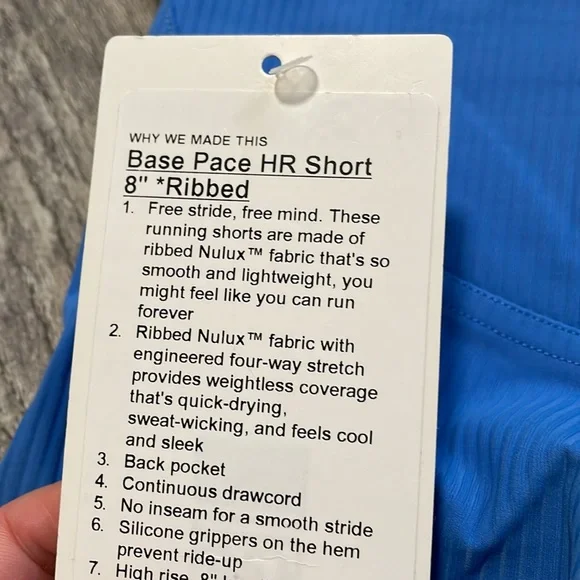 WHY WE MADE THIS
Base Pace HR Short
8" *Ribbed
1. Free stride, free mind. These
running shorts are made of
ribbed Nulux™ fabric that's so
smooth and lightweight, you
might feel like you can run
forever
2. Ribbed Nulux™ fabric with
engineered four-way stretch
provides weightless coverage
that's quick-drying,
sweat-wicking, and feels cool
and sleek
3. Back pocket
4. Continuous drawcord
5. No inseam for a smooth stride
6. Silicone grippers on the hem
prevent ride-up
7. High rise, 8"